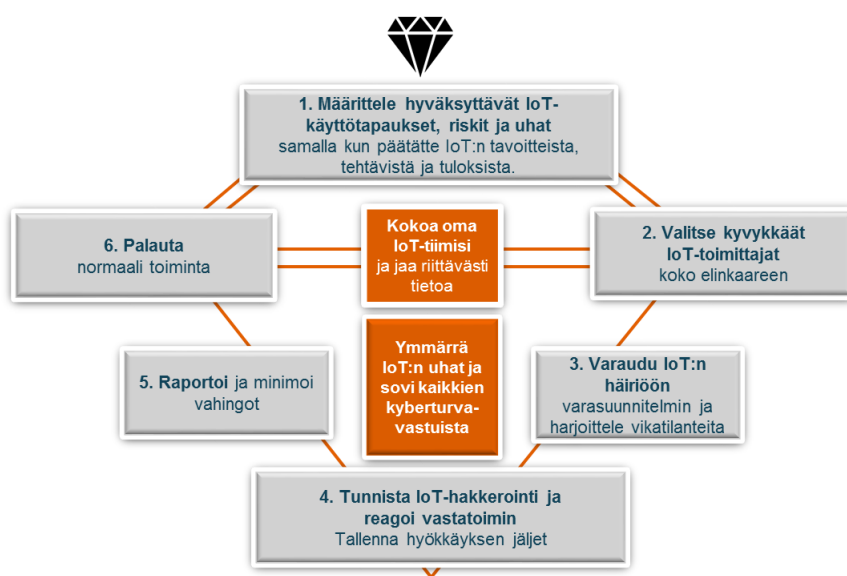 1. Määrittele hyväksyttävät IoT-
käyttötapaukset, riskit ja uhat
samalla kun päätätte IoT:n tavoitteista,
tehtävistä ja tuloksista.
6. Palauta
normaali toiminta
Kokoa oma
IoT-tiimisi
ja jaa riittävästi
tietoa
2. Valitse kyvykkäät
IoT-toimittajat
koko elinkaareen
5. Raportoi ja minimoi
vahingot
Ymmärrä
IoT:n uhat ja
sovi kaikkien
kyberturva-
vastuista
3. Varaudu IoT:n
häiriöön
varasuunnitelmin ja
harjoittele vikatilanteita
4. Tunnista IoT-hakkerointi ja
reagoi vastatoimin
Tallenna hyökkäyksen jäljet